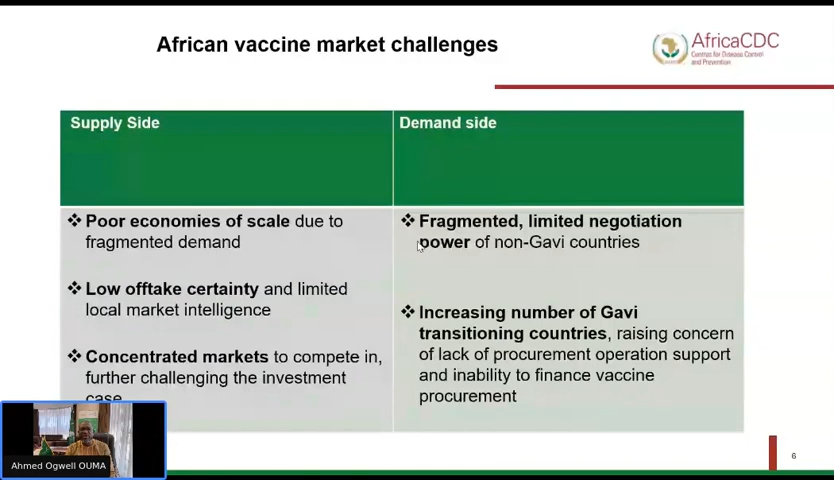 African vaccine market challenges
AfricaCDC
Centres for Disease Control
and Prevention
Supply Side
Poor economies of scale due to
fragmented demand
Low offtake certainty and limited
local market intelligence
Concentrated markets to compete in,
further challenging the investment
case
Demand side
Fragmented, limited negotiation
power of non-Gavi countries
Increasing number of Gavi
transitioning countries, raising concern
of lack of procurement operation support
and inability to finance vaccine
procurement
Ahmed Ogwell OUMA
6